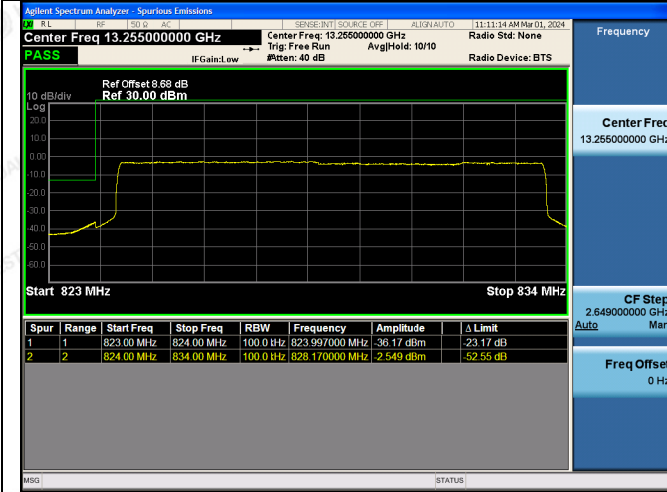 Agilent Spectrum Analyzer - Spurious Emissions
RL RF 50 Ω AC SENSE:INT SOURCE OFF ALIGN AUTO 11:11:14 AM Mar 01, 2024
Center Freq 13.255000000 GHz
Center Freq: 13.255000000 GHz
Radio Std: None
Trig: Free Run Avg|Hold: 10/10
PASS
IFGain:Low
#Atten: 40 dB
Radio Device: BTS
Ref Offset 8.68 dB
10 dB/div Ref 30.00 dBm
Log
20.0
10.0
0.00
-10.0
-20.0
-30.0
-40.0
-50.0
-60.0
Start 823 MHz
Stop 834 MHz
Spur Range Start Freq Stop Freq RBW Frequency Amplitude Δ Limit
1 1 823.00 MHz 824.00 MHz 100.0 kHz 823.997000 MHz -36.17 dBm -23.17 dB
2 2 824.00 MHz 834.00 MHz 100.0 kHz 828.170000 MHz -2.549 dBm -52.55 dB
MSG
STATUS
Frequency
Center Freq
13.255000000 GHz
CF Step
2.649000000 GHz
Auto Man
Freq Offset
0 Hz